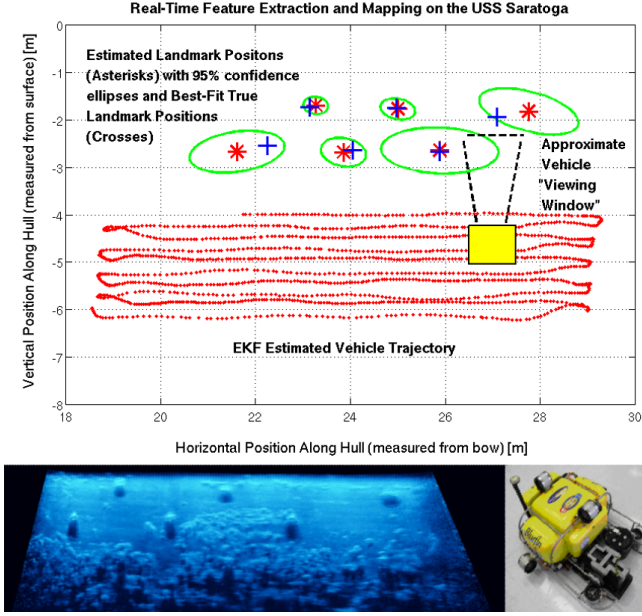 Real-Time Feature Extraction and Mapping on the USS Saratoga
Vertical Position Along Hull (measured from surface) [m]
0
-1
-2
-3
-4
-5
-6
-7
-8
Estimated Landmark Positons
(Asterisks) with 95% confidence
ellipses and Best-Fit True
Landmark Positions
(Crosses)
Approximate
Vehicle
"Viewing
Window"
EKF Estimated Vehicle Trajectory
18
20
22
24
26
28
30
Horizontal Position Along Hull (measured from bow) [m]